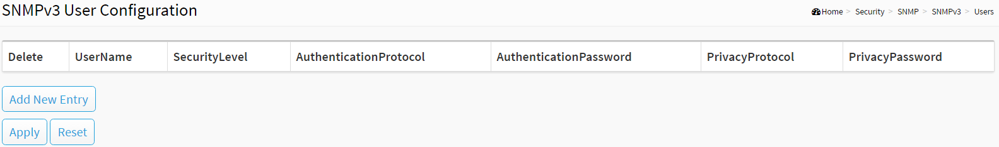 SNMPv3 User Configuration
Home > Security > SNMP > SNMPv3 > Users
Delete UserName SecurityLevel AuthenticationProtocol AuthenticationPassword PrivacyProtocol PrivacyPassword
Add New Entry
Apply Reset